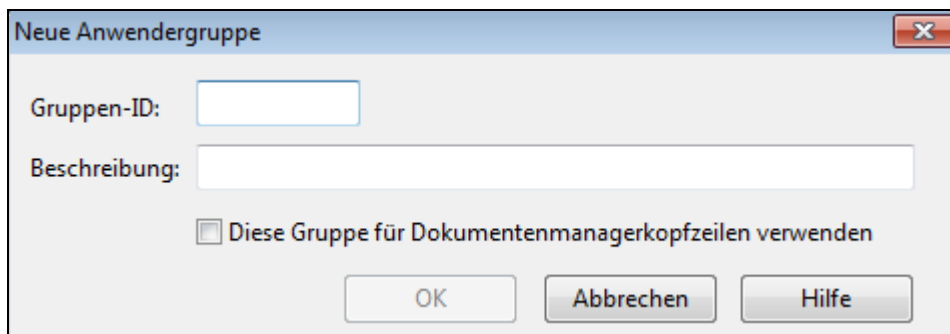 Neue Anwendergruppe
Gruppen-ID:
Beschreibung:
Diese Gruppe für Dokumentenmanagerkopfzeilen verwenden
OK Abbrechen Hilfe